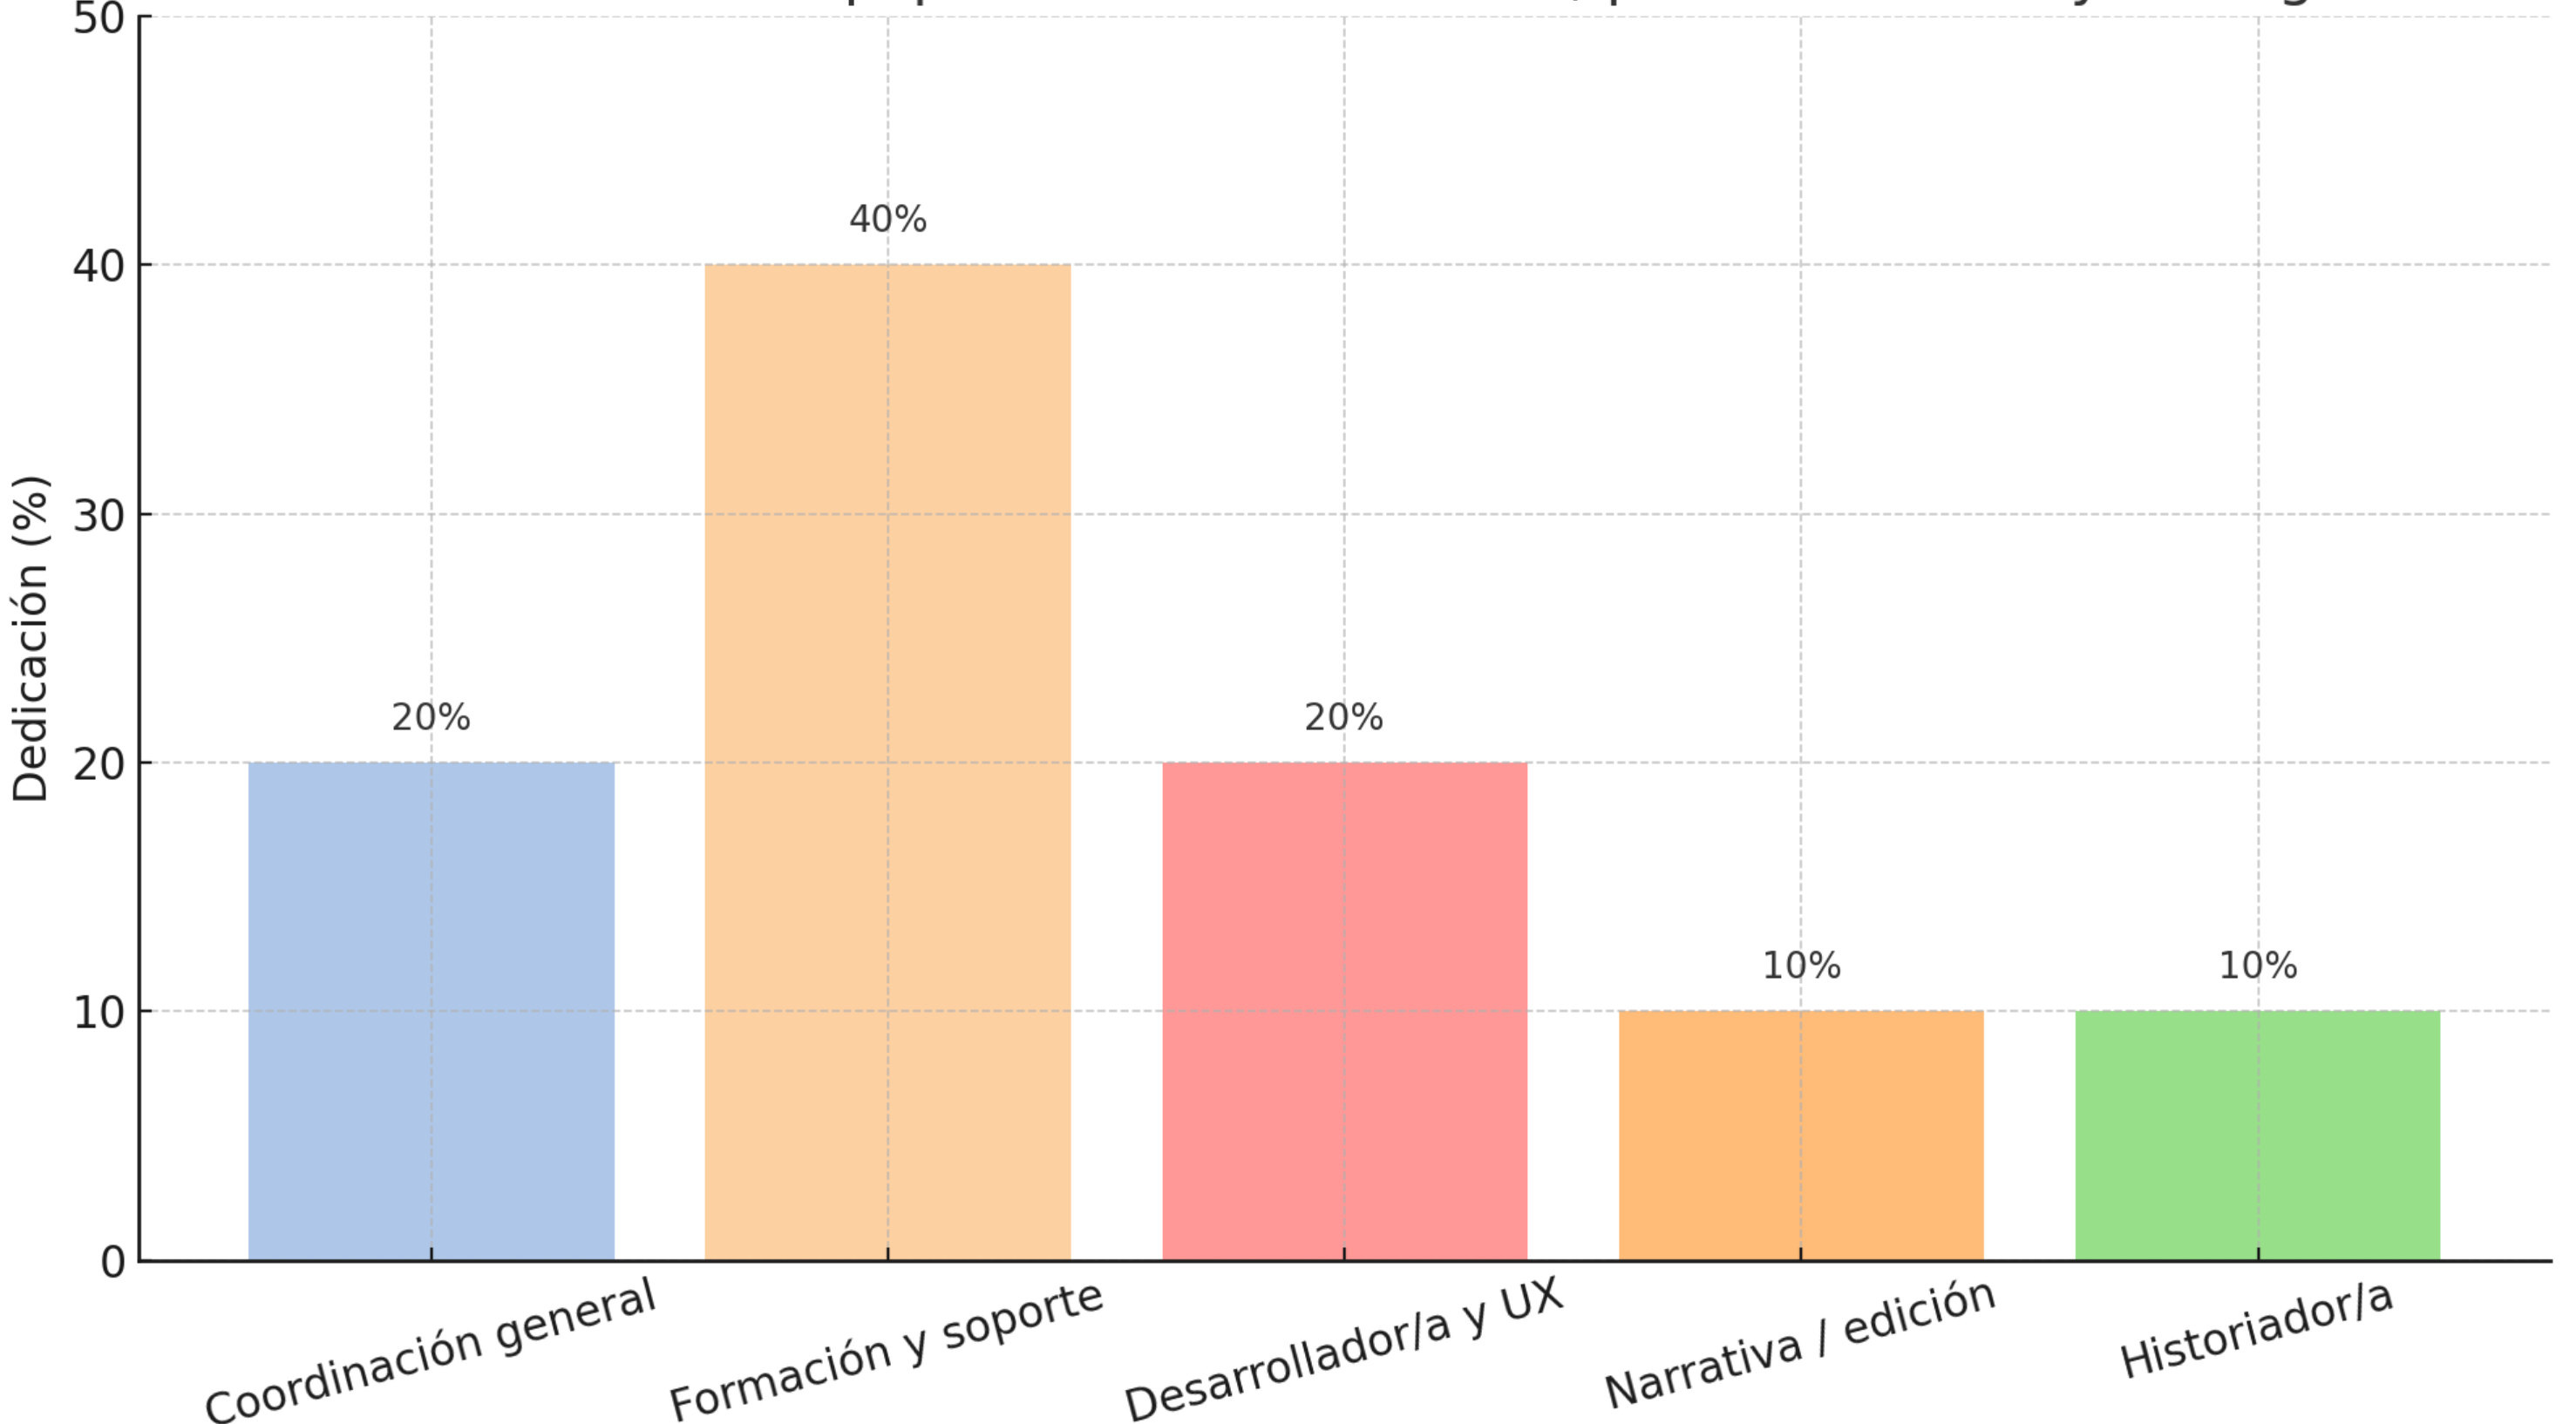 50
40
30
20
10
0
Dedicación (%)
20%
40%
20%
10%
10%
Coordinación general
Formación y soporte
Desarrollador/a y UX
Narrativa / edición
Historiador/a